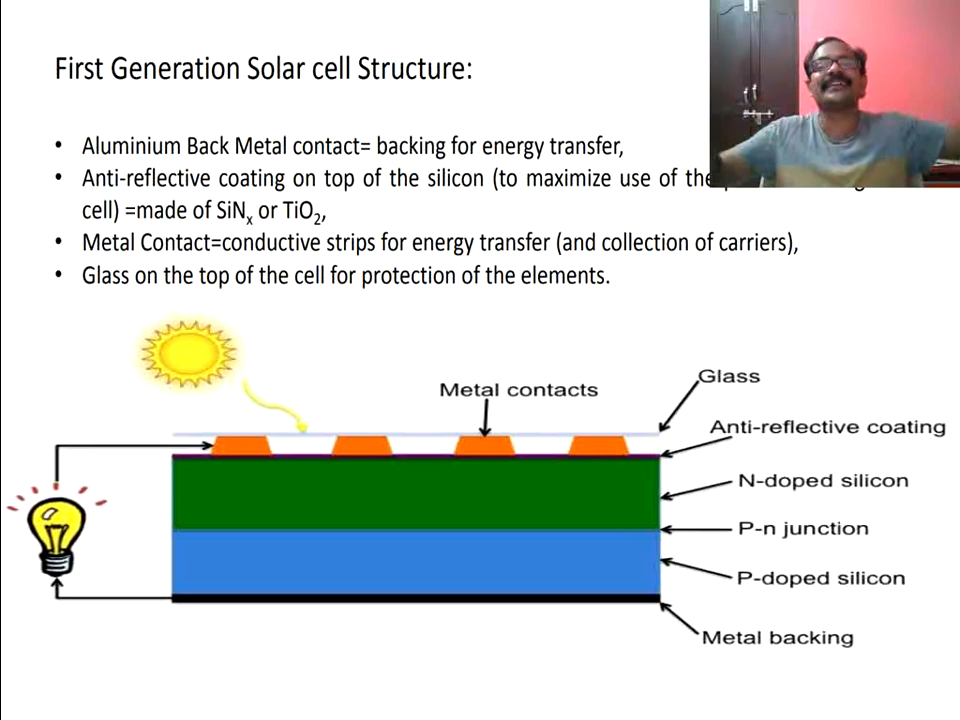 First Generation Solar cell Structure:
• Aluminium Back Metal contact= backing for energy transfer,
• Anti-reflective coating on top of the silicon (to maximize use of the
cell) =made of SiNₓ or TiO₂,
• Metal Contact=conductive strips for energy transfer (and collection of carriers),
• Glass on the top of the cell for protection of the elements.
Metal contacts
Glass
Anti-reflective coating
N-doped silicon
P-n junction
P-doped silicon
Metal backing